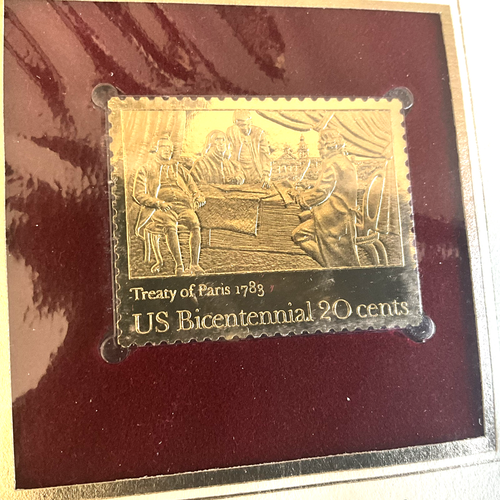 Treaty of Paris 1783
US Bicentennial 20 cents